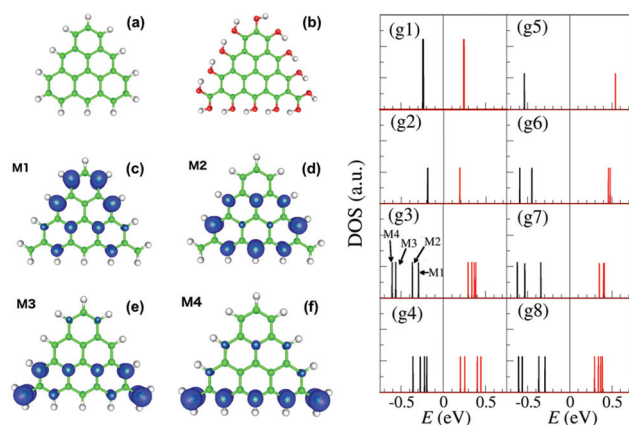 (a)
(b)
M1
(c)
M2
(d)
M3
(e)
M4
(f)
DOS (a.u.)
(g1)
(g5)
(g2)
(g6)
(g3)
(g7)
M4
M3
M2
M1
(g4)
(g8)
-0.5 0 0.5 -0.5 0 0.5
E (eV) E (eV)